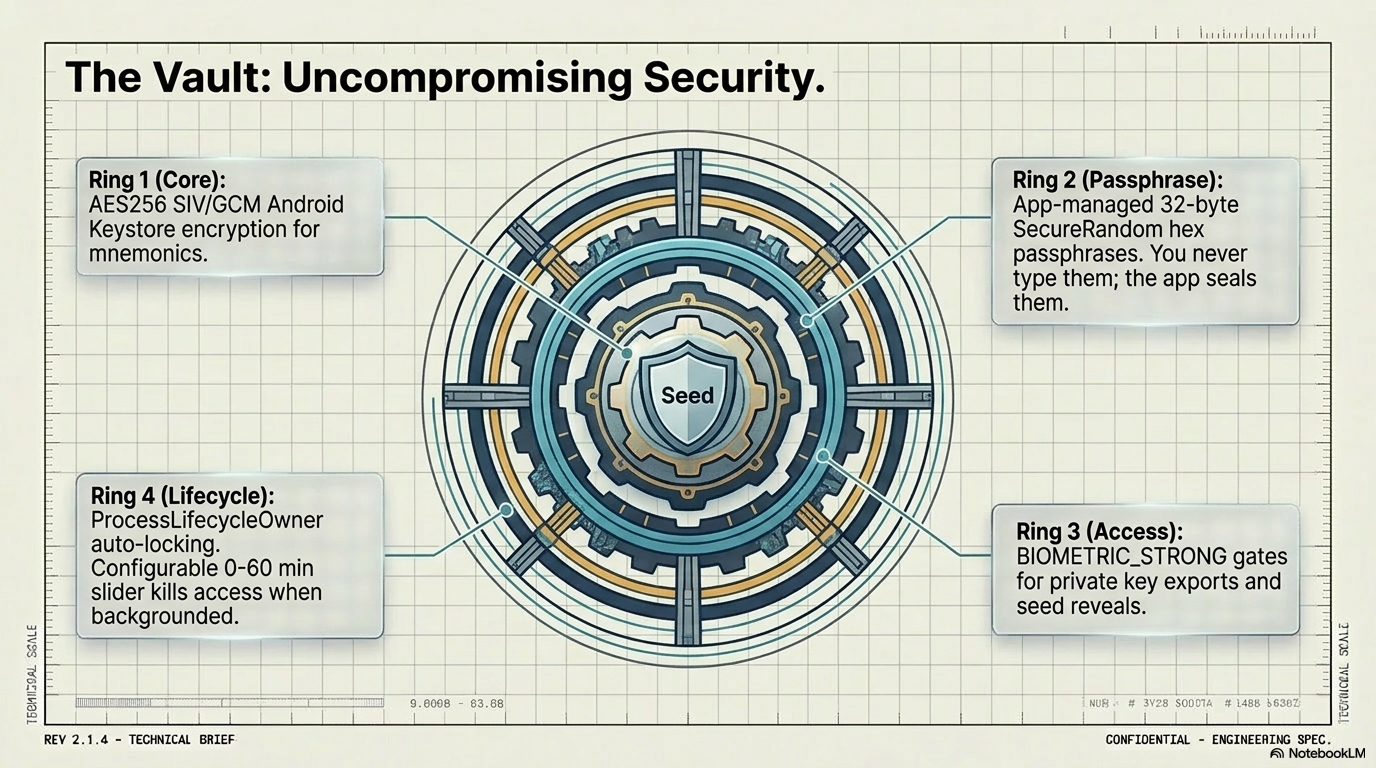 The Vault: Uncompromising Security.
Ring 1 (Core):
AES256 SIV/GCM Android
Keystore encryption for
mnemonics.
Ring 2 (Passphrase):
App-managed 32-byte
SecureRandom hex
passphrases. You never
type them; the app seals
them.
Seed
Ring 4 (Lifecycle):
ProcessLifecycleOwner
auto-locking.
Configurable 0-60 min
slider kills access when
backgrounded.
Ring 3 (Access):
BIOMETRIC_STRONG gates
for private key exports and
seed reveals.
REV 2.1.4 - TECHNICAL BRIEF
CONFIDENTIAL - ENGINEERING SPEC.
NotebookLM